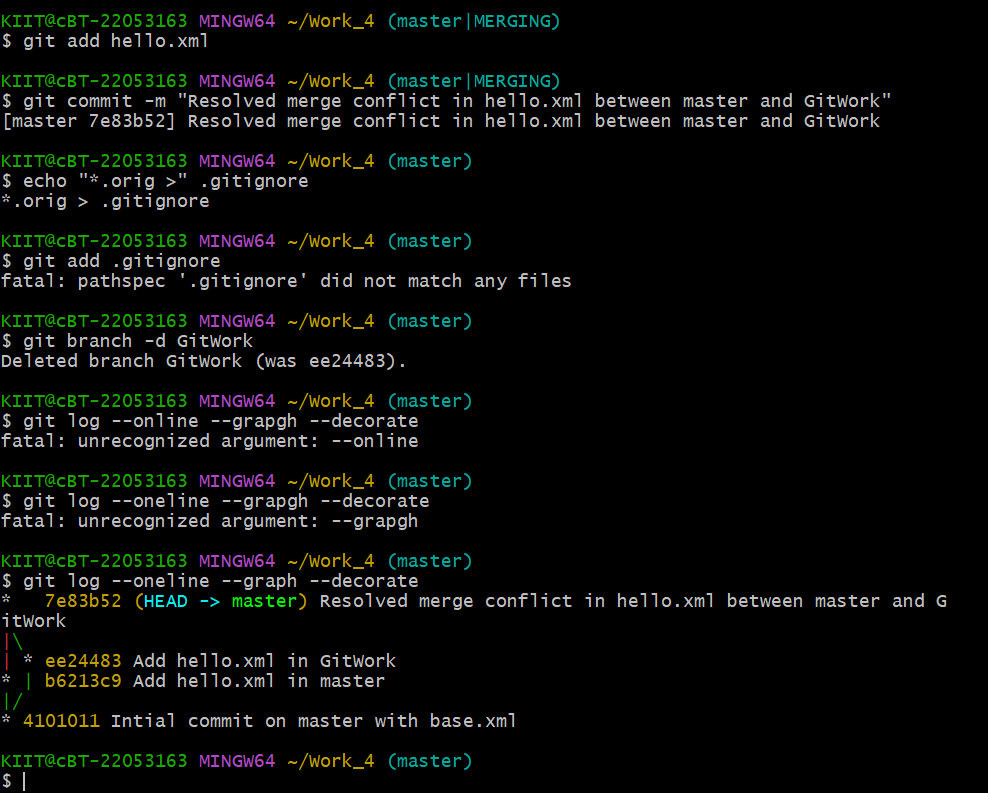 KIIT@cBT-22053163 MINGW64 ~/Work_4 (master|MERGING)
$ git add hello.xml
KIIT@cBT-22053163 MINGW64 ~/Work_4 (master|MERGING)
$ git commit -m "Resolved merge conflict in hello.xml between master and GitWork"
[master 7e83b52] Resolved merge conflict in hello.xml between master and GitWork
KIIT@cBT-22053163 MINGW64 ~/Work_4 (master)
$ echo "*.orig >" .gitignore
*.orig > .gitignore
KIIT@cBT-22053163 MINGW64 ~/Work_4 (master)
$ git add .gitignore
fatal: pathspec '.gitignore' did not match any files
KIIT@cBT-22053163 MINGW64 ~/Work_4 (master)
$ git branch -d GitWork
Deleted branch GitWork (was ee24483).
KIIT@cBT-22053163 MINGW64 ~/Work_4 (master)
$ git log --online --grapgh --decorate
fatal: unrecognized argument: --online
KIIT@cBT-22053163 MINGW64 ~/Work_4 (master)
$ git log --oneline --grapgh --decorate
fatal: unrecognized argument: --grapgh
KIIT@cBT-22053163 MINGW64 ~/Work_4 (master)
$ git log --oneline --graph --decorate
*   7e83b52 (HEAD -> master) Resolved merge conflict in hello.xml between master and G
itWork
|\
| * ee24483 Add hello.xml in GitWork
* | b6213c9 Add hello.xml in master
|/
* 4101011 Intial commit on master with base.xml
KIIT@cBT-22053163 MINGW64 ~/Work_4 (master)
$